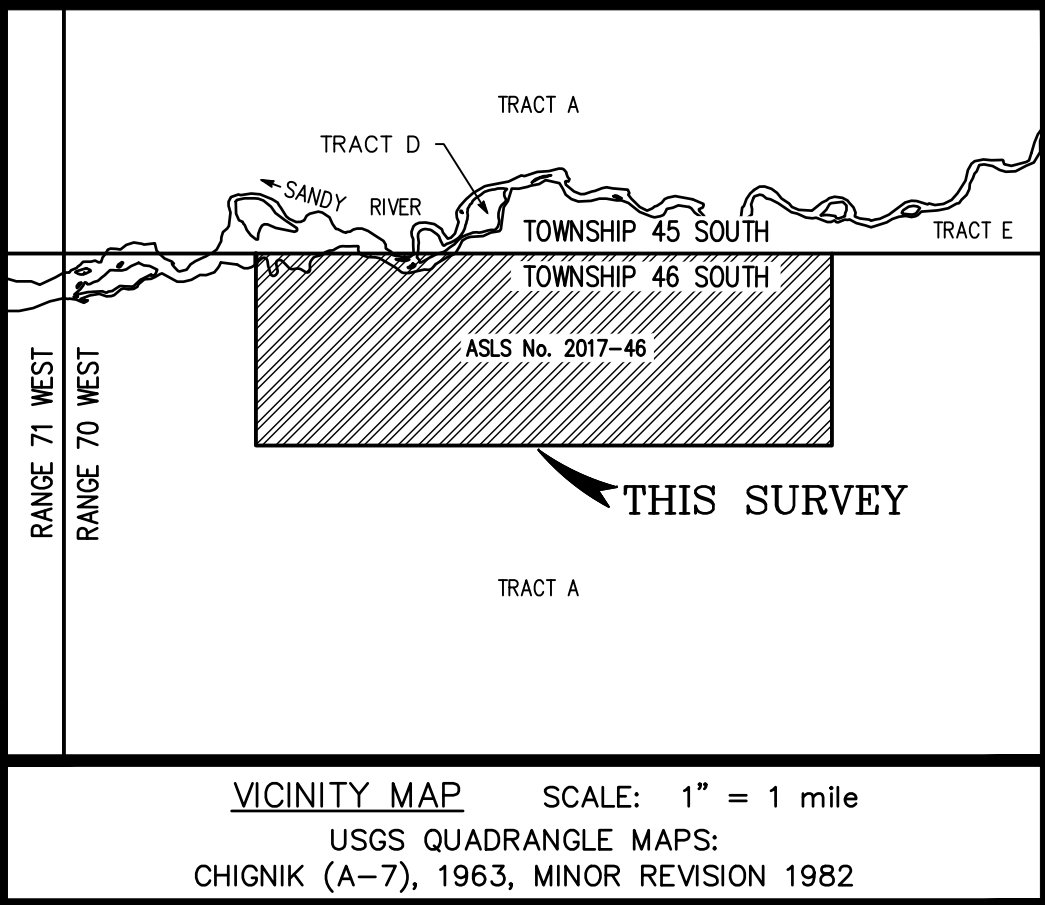 TRACT A
TRACT D
SANDY RIVER
TRACT E
TOWNSHIP 45 SOUTH
TOWNSHIP 46 SOUTH
ASLS No. 2017-46
RANGE 71 WEST
RANGE 70 WEST
THIS SURVEY
TRACT A
VICINITY MAP SCALE: 1" = 1 mile
USGS QUADRANGLE MAPS:
CHIGNIK (A-7), 1963, MINOR REVISION 1982